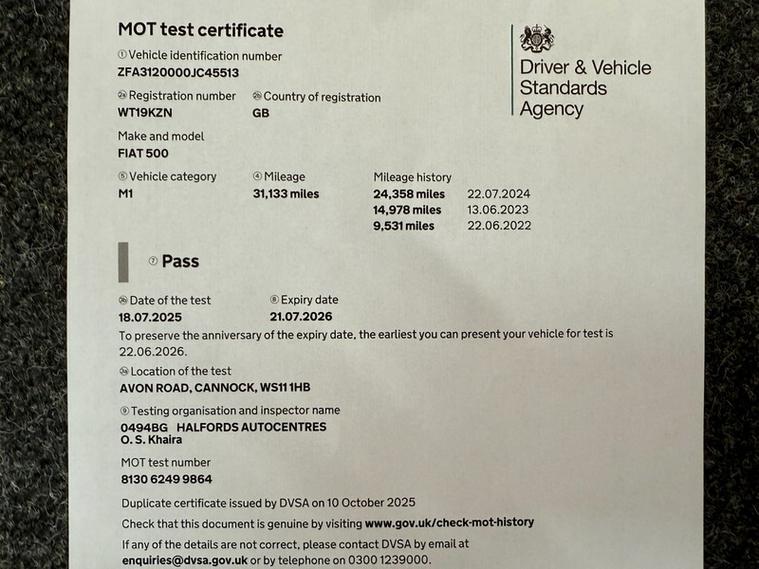 MOT test certificate
① Vehicle identification number
ZFA3120000JC45513
Driver & Vehicle
Standards
Agency
②a Registration number ②b Country of registration
WT19KZN GB
Make and model
FIAT 500
⑤ Vehicle category ④ Mileage Mileage history
M1 31,133 miles 24,358 miles 22.07.2024
14,978 miles 13.06.2023
9,531 miles 22.06.2022
⑦ Pass
Date of the test ⑧ Expiry date
18.07.2025 21.07.2026
To preserve the anniversary of the expiry date, the earliest you can present your vehicle for test is
22.06.2026.
Location of the test
AVON ROAD, CANNOCK, WS11 1HB
⑨ Testing organisation and inspector name
0494BG HALFORDS AUTOCENTRES
O. S. Khaira
MOT test number
8130 6249 9864
Duplicate certificate issued by DVSA on 10 October 2025
Check that this document is genuine by visiting www.gov.uk/check-mot-history
If any of the details are not correct, please contact DVSA by email at
enquiries@dvsa.gov.uk or by telephone on 0300 1239000.